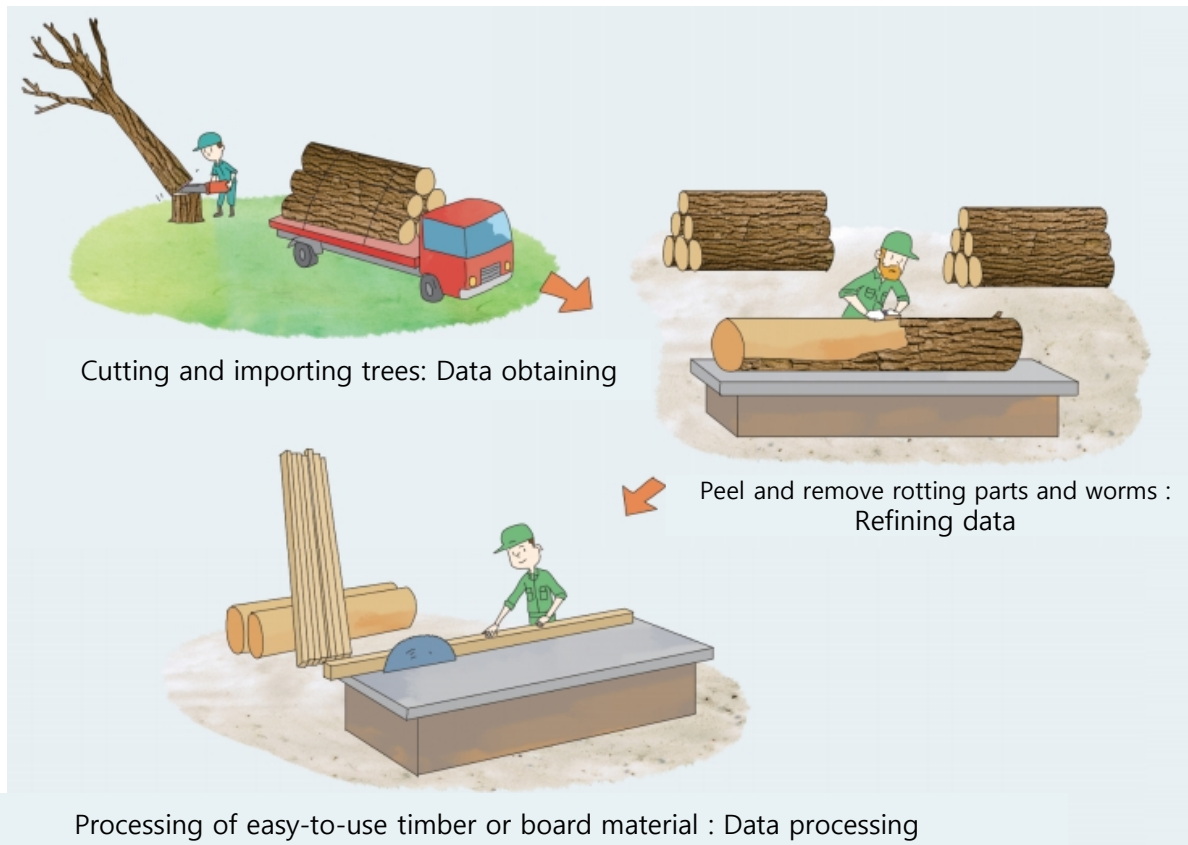 Cutting and importing trees: Data obtaining
Peel and remove rotting parts and worms :
Refining data
Processing of easy-to-use timber or board material : Data processing